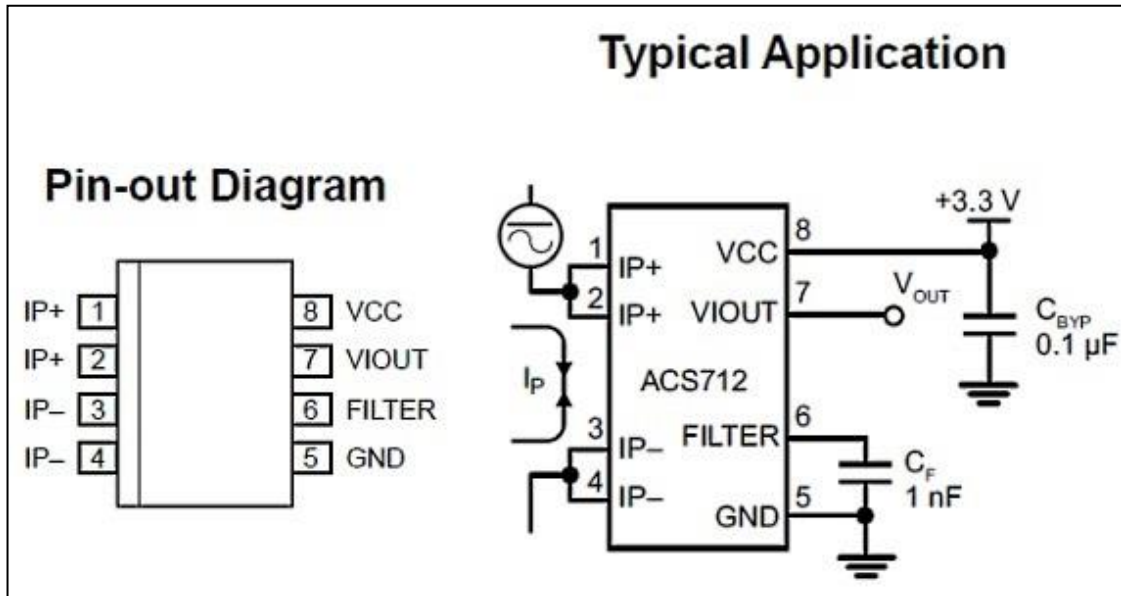 Typical Application
Pin-out Diagram
IP+ 1
IP+ 2
IP– 3
IP– 4
8 VCC
7 VIOUT
6 FILTER
5 GND
1 IP+
2 IP+
IP
3 IP–
4 IP–
ACS712
VCC 8
VIOUT 7
FILTER 6
GND 5
VOUT
+3.3 V
CBYP
0.1 µF
CF
1 nF